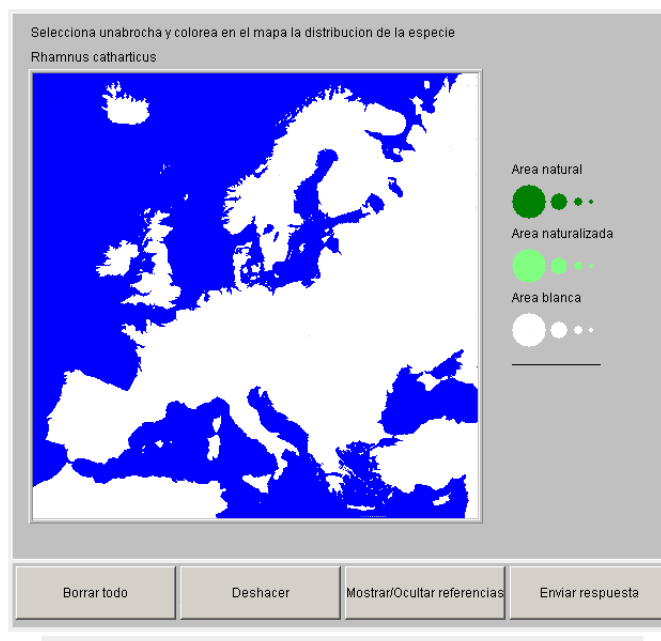 Selecciona unabrocha y colorea en el mapa la distribucion de la especie
Rhamnus catharticus
Area natural
Area naturalizada
Area blanca
Borrar todo
Deshacer
Mostrar/Ocultar referencias
Enviar respuesta